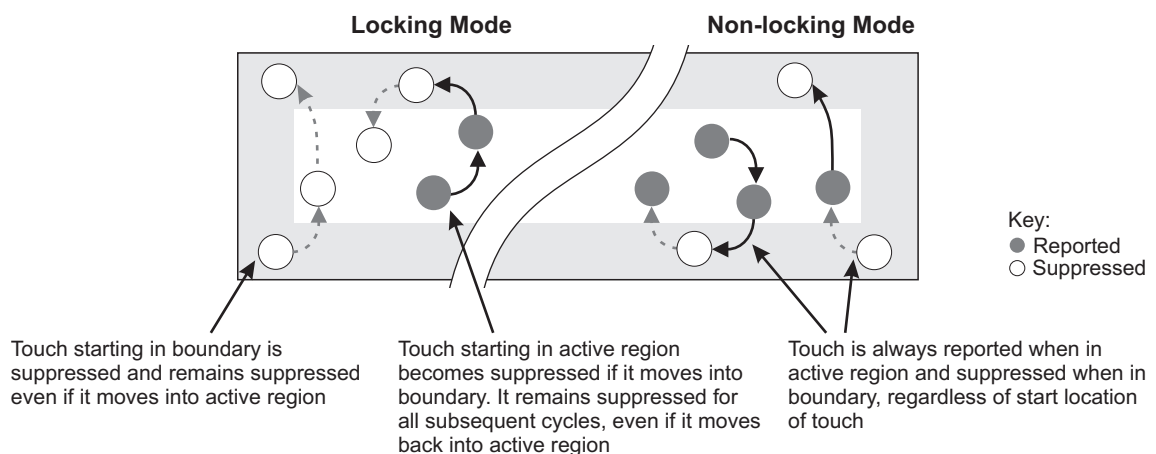 Locking Mode
Non-locking Mode
Key:
Reported
Suppressed
Touch starting in boundary is
suppressed and remains suppressed
even if it moves into active region
Touch starting in active region
becomes suppressed if it moves into
boundary. It remains suppressed for
all subsequent cycles, even if it moves
back into active region
Touch is always reported when in
active region and suppressed when in
boundary, regardless of start location
of touch